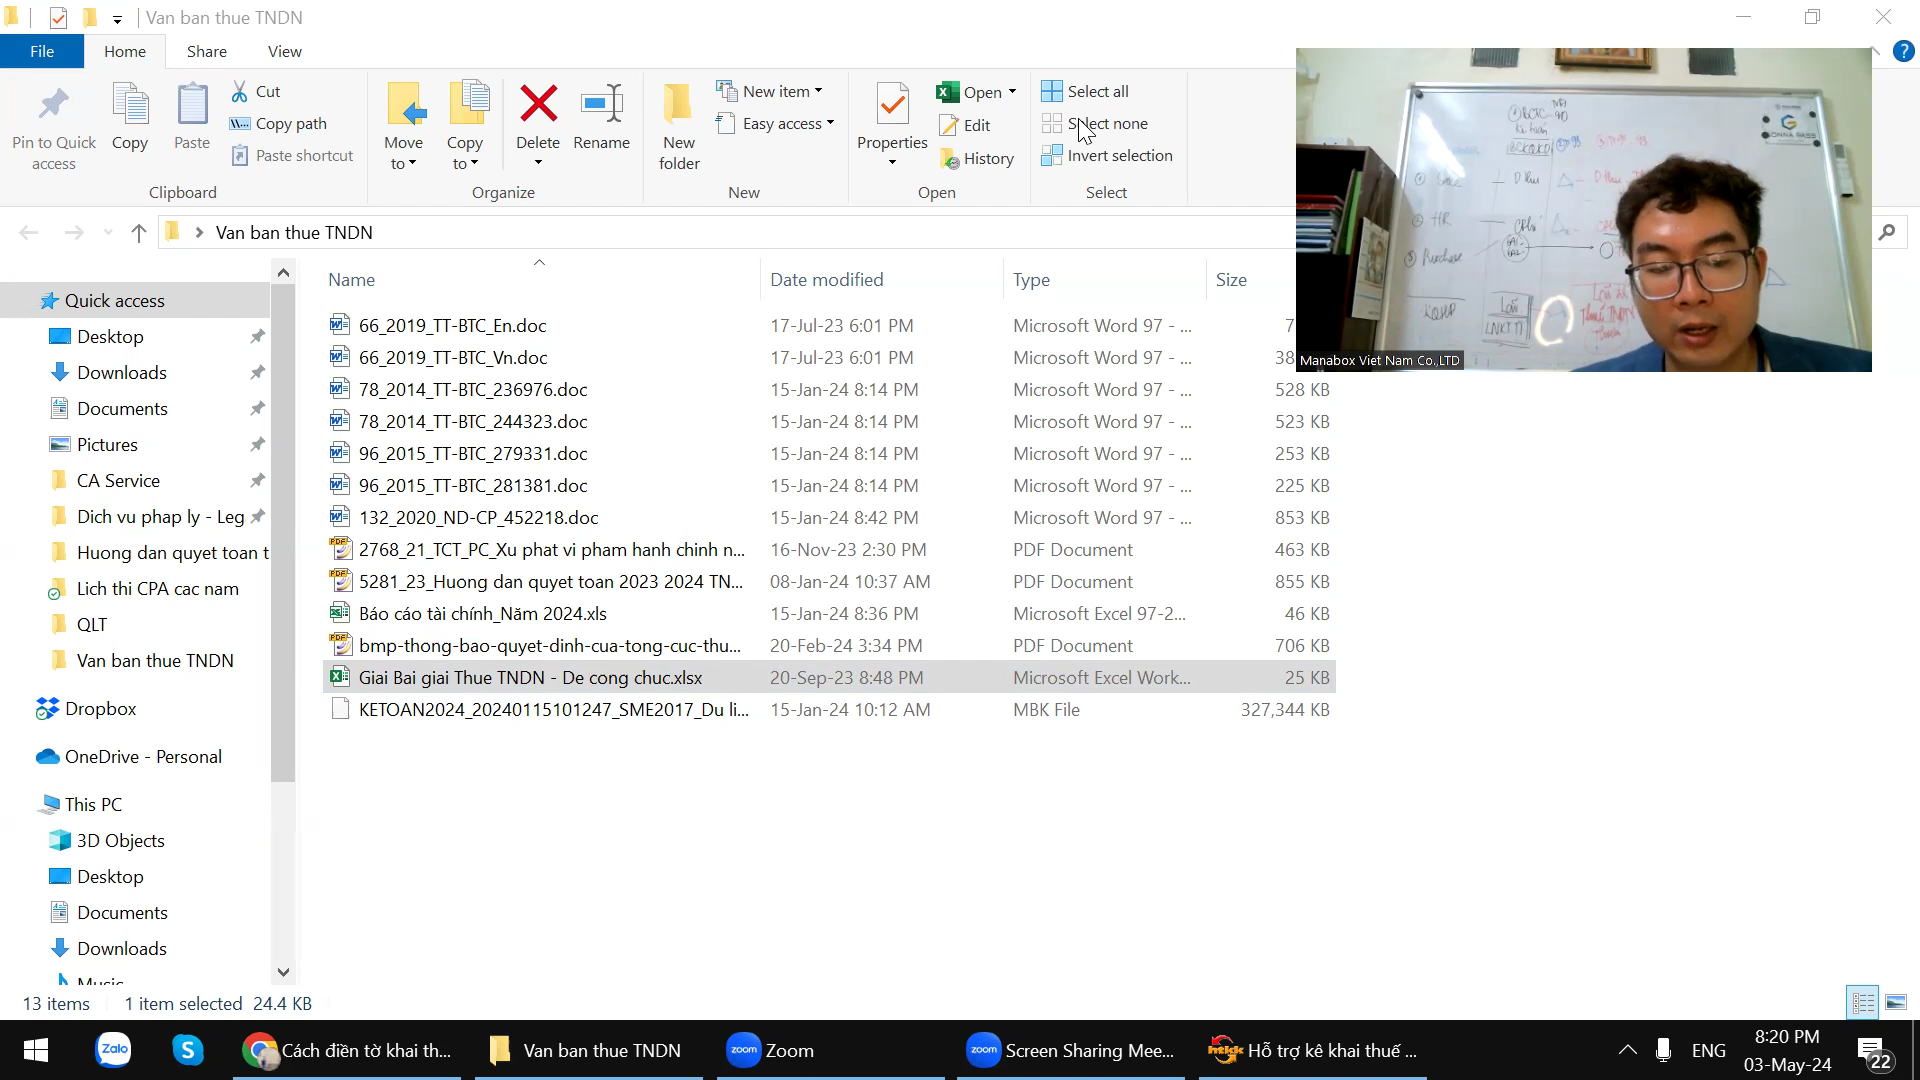 Van ban thue TNDN
File Home Share View
Pin to Quick access
Copy
Paste
Cut
Copy path
Paste shortcut
Clipboard
Move to
Copy to
Delete
Rename
Organize
New folder
New item
Easy access
New
Properties
Open
Edit
History
Open
Select all
Select none
Invert selection
Select
Van ban thue TNDN
Quick access
Desktop
Downloads
Documents
Pictures
CA Service
Dich vu phap ly - Leg
Huong dan quyet toan t
Lich thi CPA cac nam
QLT
Van ban thue TNDN
Dropbox
OneDrive - Personal
This PC
3D Objects
Desktop
Documents
Downloads
Music
Name Date modified Type Size
66_2019_TT-BTC_En.doc 17-Jul-23 6:01 PM Microsoft Word 97 - ... 7
66_2019_TT-BTC_Vn.doc 17-Jul-23 6:01 PM Microsoft Word 97 - ... 38
78_2014_TT-BTC_236976.doc 15-Jan-24 8:14 PM Microsoft Word 97 - ... 528 KB
78_2014_TT-BTC_244323.doc 15-Jan-24 8:14 PM Microsoft Word 97 - ... 523 KB
96_2015_TT-BTC_279331.doc 15-Jan-24 8:14 PM Microsoft Word 97 - ... 253 KB
96_2015_TT-BTC_281381.doc 15-Jan-24 8:14 PM Microsoft Word 97 - ... 225 KB
132_2020_ND-CP_452218.doc 15-Jan-24 8:42 PM Microsoft Word 97 - ... 853 KB
2768_21_TCT_PC_Xu phat vi pham hanh chinh n... 16-Nov-23 2:30 PM PDF Document 463 KB
5281_23_Huong dan quyet toan 2023 2024 TN... 08-Jan-24 10:37 AM PDF Document 855 KB
Báo cáo tài chính_Năm 2024.xls 15-Jan-24 8:36 PM Microsoft Excel 97-2... 46 KB
bmp-thong-bao-quyet-dinh-cua-tong-cuc-thu... 20-Feb-24 3:34 PM PDF Document 706 KB
Giai Bai giai Thue TNDN - De cong chuc.xlsx 20-Sep-23 8:48 PM Microsoft Excel Work... 25 KB
KETOAN2024_20240115101247_SME2017_Du li... 15-Jan-24 10:12 AM MBK File 327,344 KB
Manabox Viet Nam Co.,LTD
13 items 1 item selected 24.4 KB
Zalo
Cách điền tờ khai th...
Van ban thue TNDN
zoom Zoom
zoom Screen Sharing Mee...
htkk Hỗ trợ kê khai thuế ...
ENG
8:20 PM
03-May-24
22